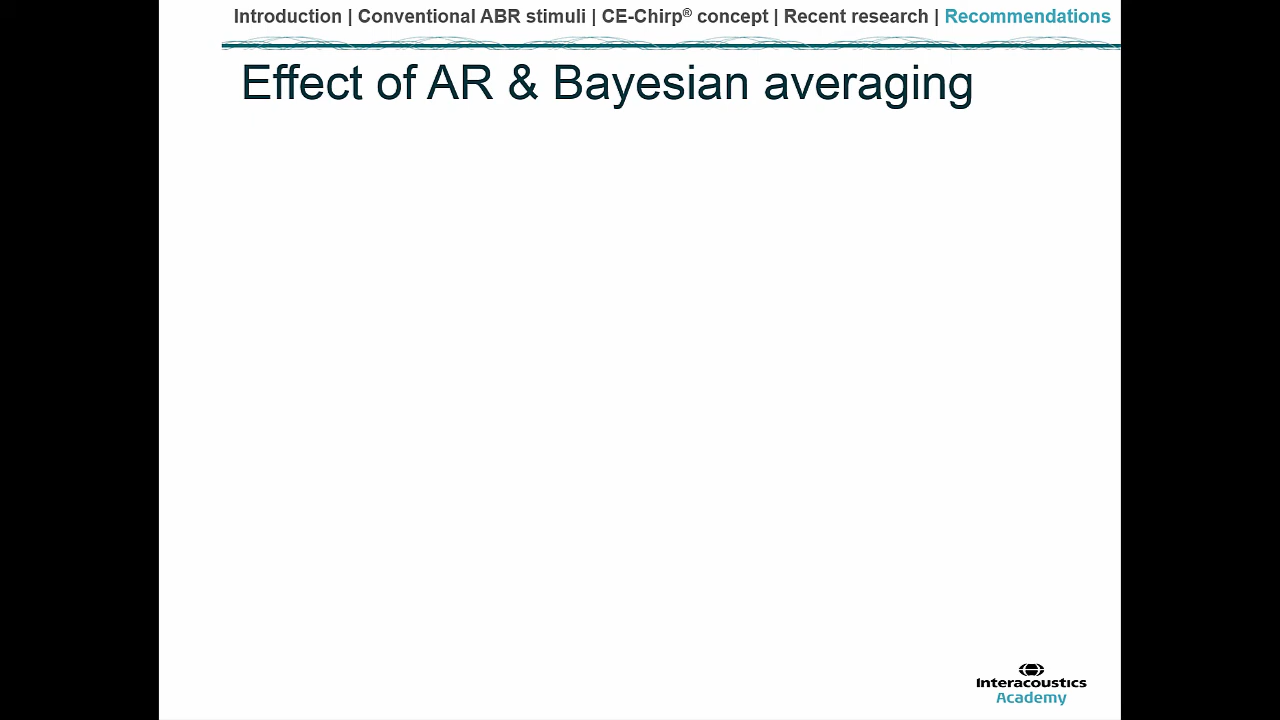 Introduction | Conventional ABR stimuli | CE-Chirp® concept | Recent research | Recommendations
Effect of AR & Bayesian averaging
Interacoustics
Academy